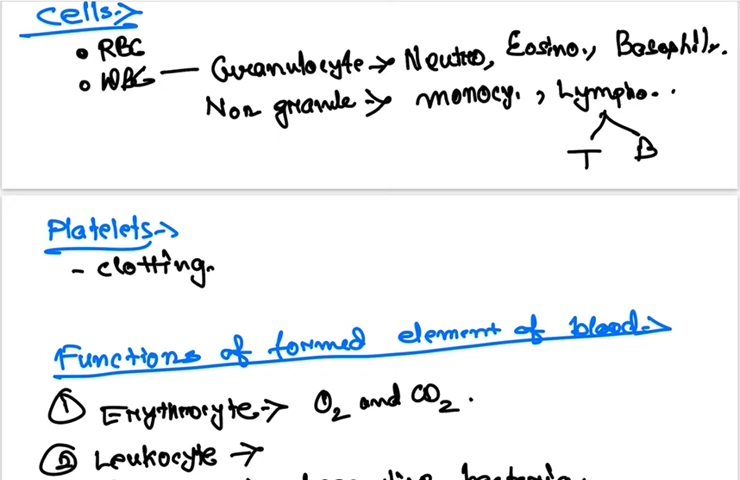 Cells->
• RBC
• WBC — Granulocyte -> Neutro, Eosino., Basophils.
Non granule -> monocy. , Lympho..
T B
Platelets ->
- clotting.
Functions of formed element of blood ->
① Erythrocyte -> O₂ and CO₂.
② Leukocyte ->
bacteria.